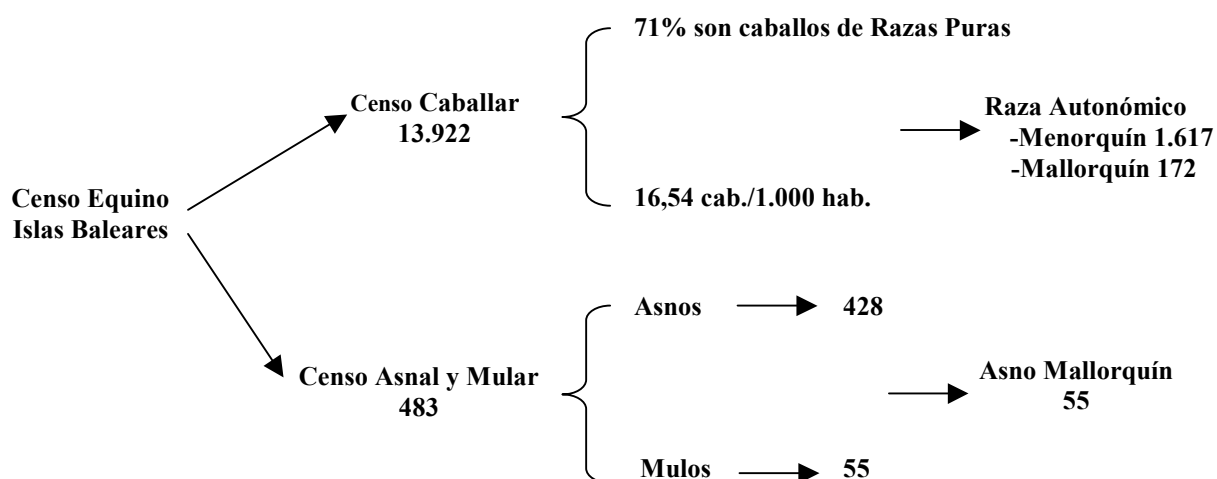 71% son caballos de Razas Puras
Censo Caballar
13.922
Raza Autonómico
-Menorquín 1.617
-Mallorquín 172
16,54 cab./1.000 hab.
Censo Equino
Islas Baleares
Asnos
428
Censo Asnal y Mular
483
Asno Mallorquín
55
Mulos
55